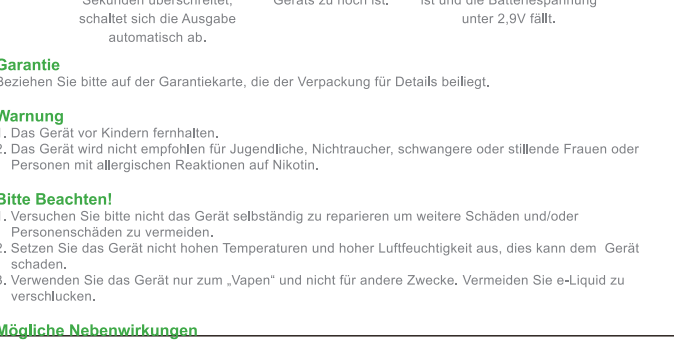 Sekunden überschreitet, Geräts zu hoch ist. ist und die Batteriespannung
schaltet sich die Ausgabe unter 2,9V fällt.
automatisch ab.
Garantie
Beziehen Sie bitte auf der Garantiekarte, die der Verpackung für Details beiliegt.
Warnung
1. Das Gerät vor Kindern fernhalten.
2. Das Gerät wird nicht empfohlen für Jugendliche, Nichtraucher, schwangere oder stillende Frauen oder
Personen mit allergischen Reaktionen auf Nikotin.
Bitte Beachten!
1. Versuchen Sie bitte nicht das Gerät selbständig zu reparieren um weitere Schäden und/oder
Personenschäden zu vermeiden.
2. Setzen Sie das Gerät nicht hohen Temperaturen und hoher Luftfeuchtigkeit aus, dies kann dem Gerät
schaden.
3. Verwenden Sie das Gerät nur zum „Vapen“ und nicht für andere Zwecke. Vermeiden Sie e-Liquid zu
verschlucken.
Mögliche Nebenwirkungen